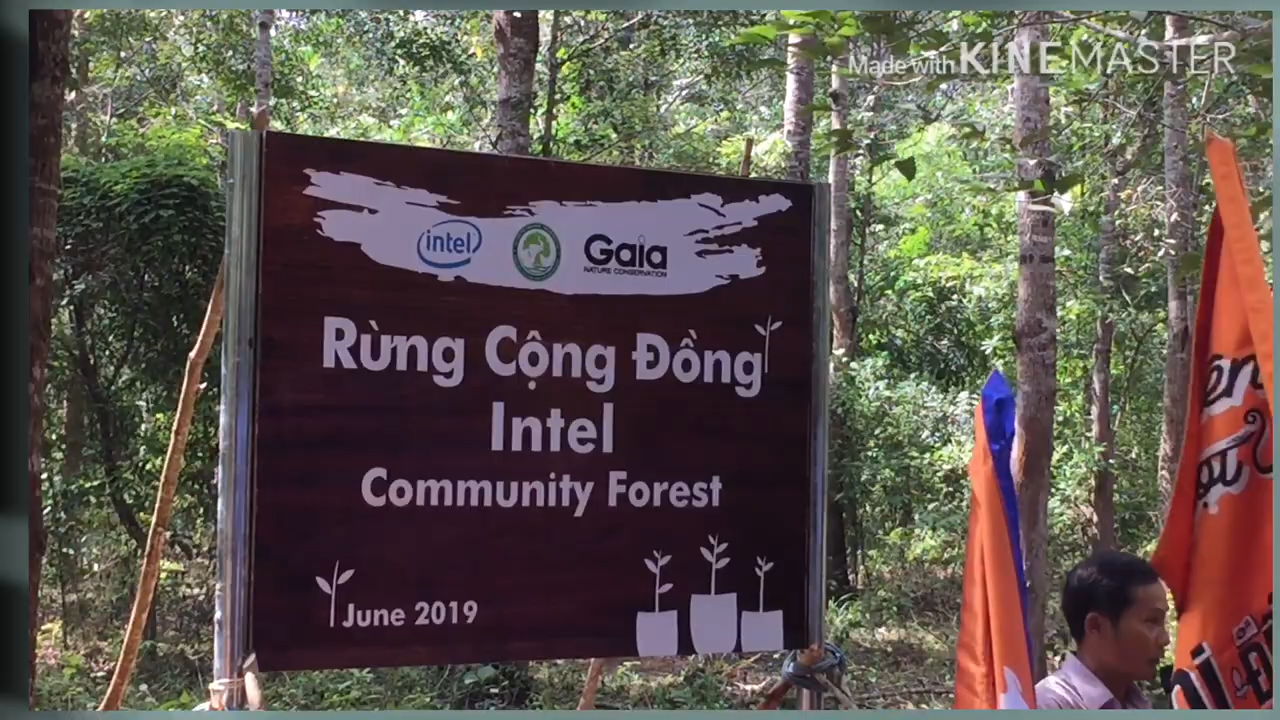 Made with KINEMASTER
intel
Gaia
NATURE CONSERVATION
Rừng Cộng Đồng
Intel
Community Forest
June 2019